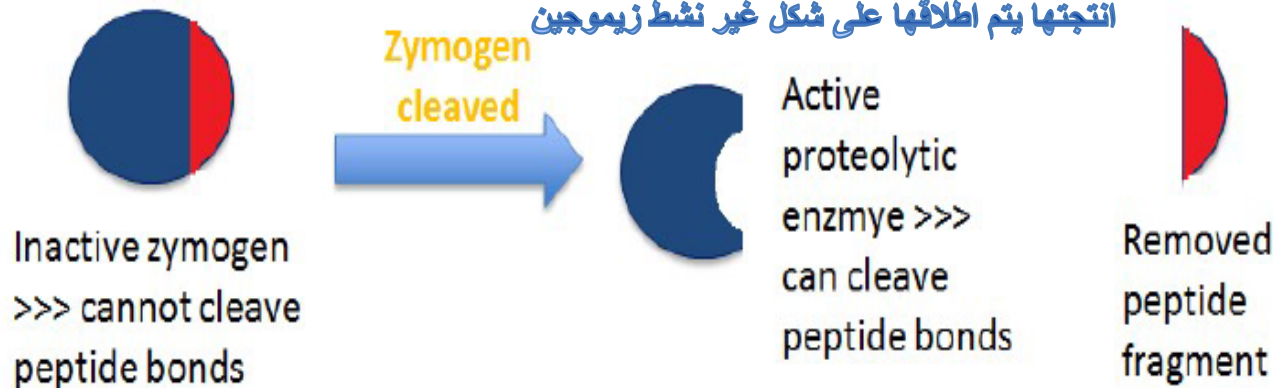 انتجتها يتم اطلاقها على شكل غير نشط زيموجين
Zymogen
cleaved
Inactive zymogen
>>> cannot cleave
peptide bonds
Active
proteolytic
enzmye >>>
can cleave
peptide bonds
Removed
peptide
fragment